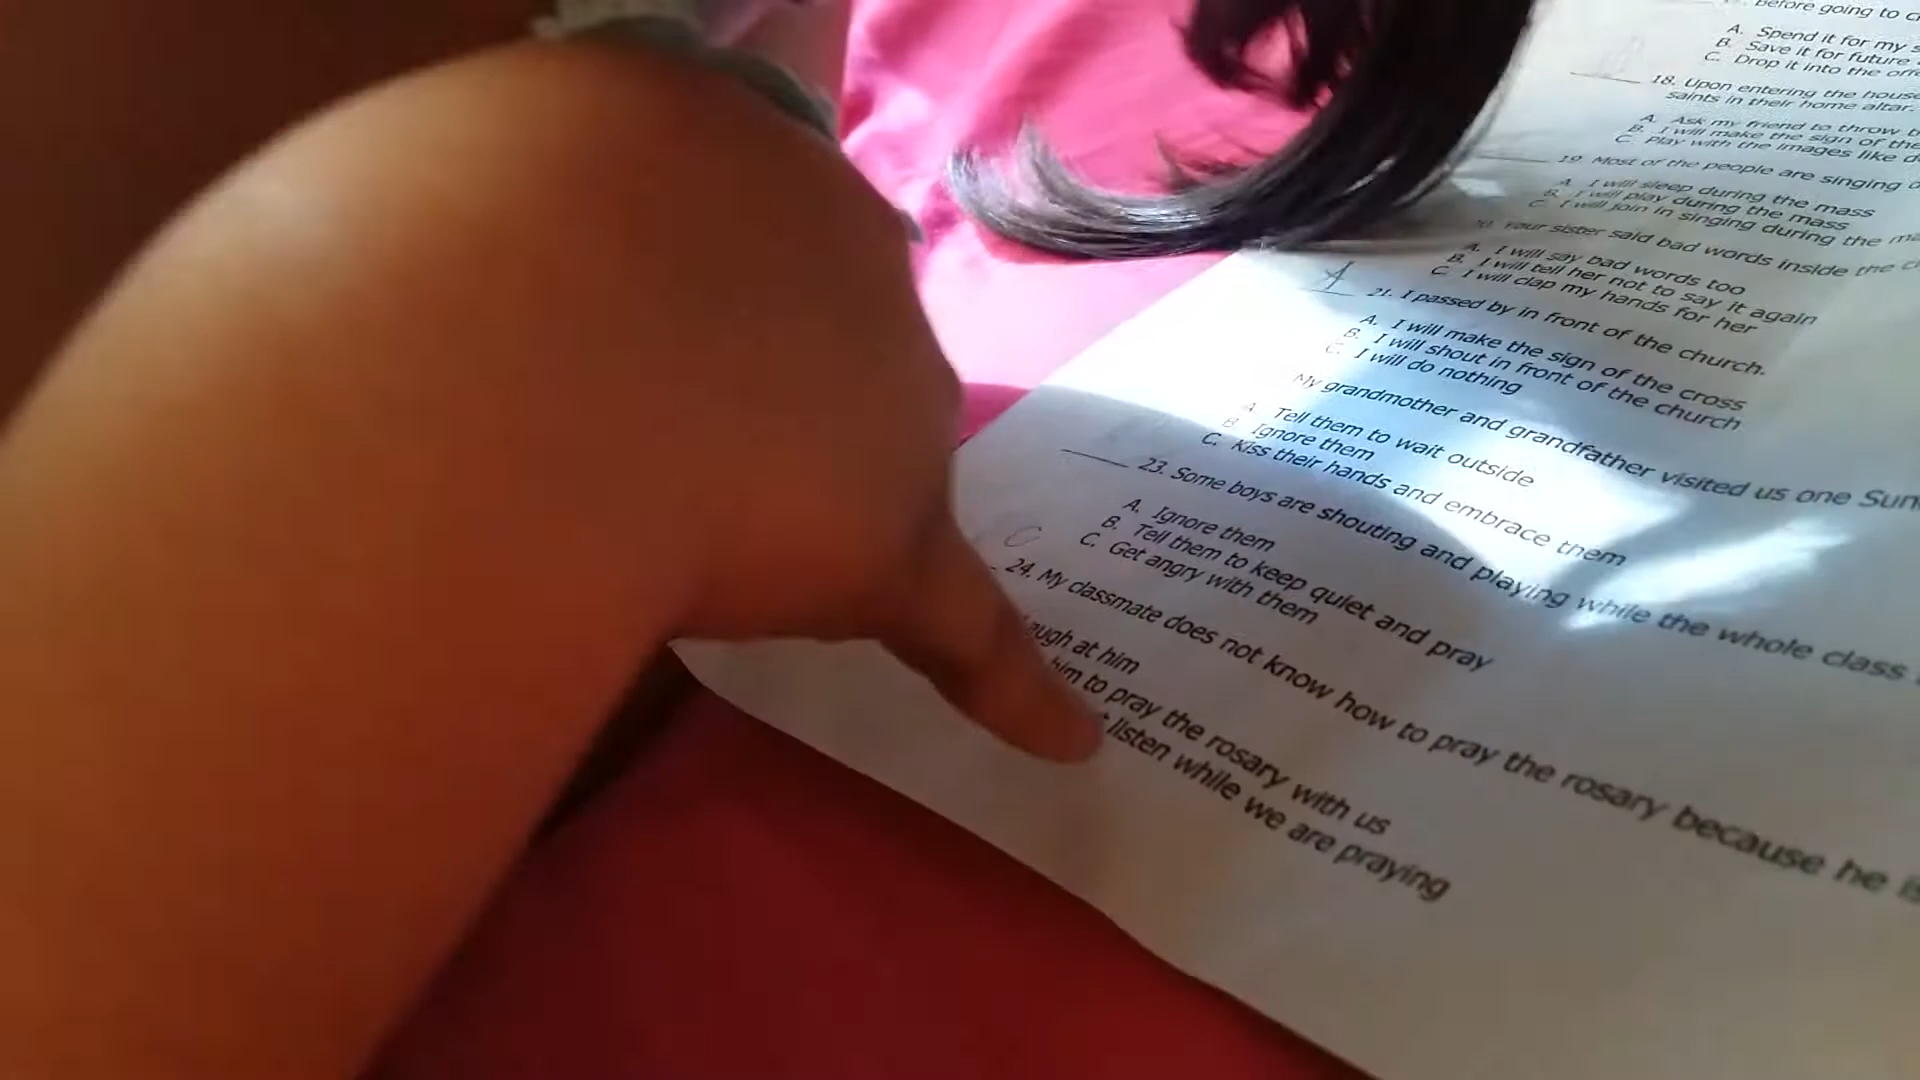 Before going to
A. Spend it for my
B. Save it for future
C. Drop it into the
18. Upon entering the house
saints in their home altar.
A. Ask my friend to throw
B. I will make the sign of the
C. Play with the images like
19. Most of the people are singing
A. I will sleep during the mass
B. I will play during the mass
C. I will join in singing during the
Your sister said bad words inside the
A. I will say bad words too
B. I will tell her not to say it again
C. I will clap my hands for her
A
21. I passed by in front of the church.
A. I will make the sign of the cross
B. I will shout in front of the church
C. I will do nothing
My grandmother and grandfather visited us one
A. Tell them to wait outside
B. Ignore them
C. Kiss their hands and embrace them
23. Some boys are shouting and playing while the whole class
A. Ignore them
B. Tell them to keep quiet and pray
C. Get angry with them
C
24. My classmate does not know how to pray the rosary because he
at him
him to pray the rosary with us
listen while we are praying